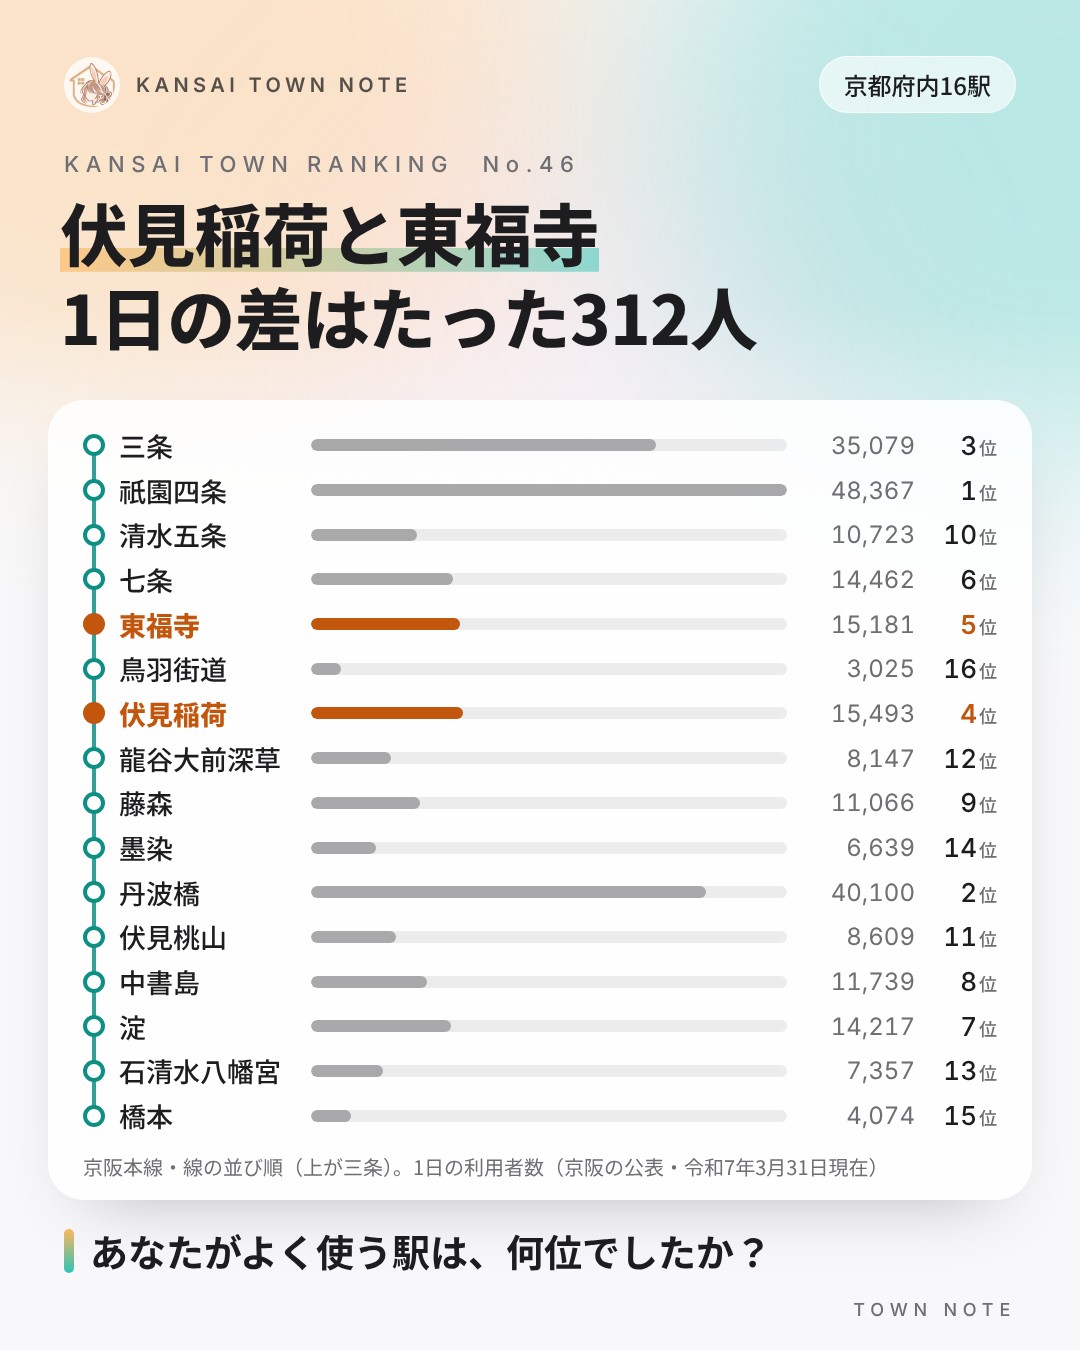 KANSAI TOWN NOTE
京都府内16駅
KANSAI TOWN RANKING No.46
伏見稲荷と東福寺
1日の差はたった312人
三条 35,079 3位
祇園四条 48,367 1位
清水五条 10,723 10位
七条 14,462 6位
東福寺 15,181 5位
鳥羽街道 3,025 16位
伏見稲荷 15,493 4位
龍谷大前深草 8,147 12位
藤森 11,066 9位
墨染 6,639 14位
丹波橋 40,100 2位
伏見桃山 8,609 11位
中書島 11,739 8位
淀 14,217 7位
石清水八幡宮 7,357 13位
橋本 4,074 15位
京阪本線・線の並び順（上が三条）。1日の利用者数（京阪の公表・令和7年3月31日現在）
あなたがよく使う駅は、何位でしたか？
TOWN NOTE